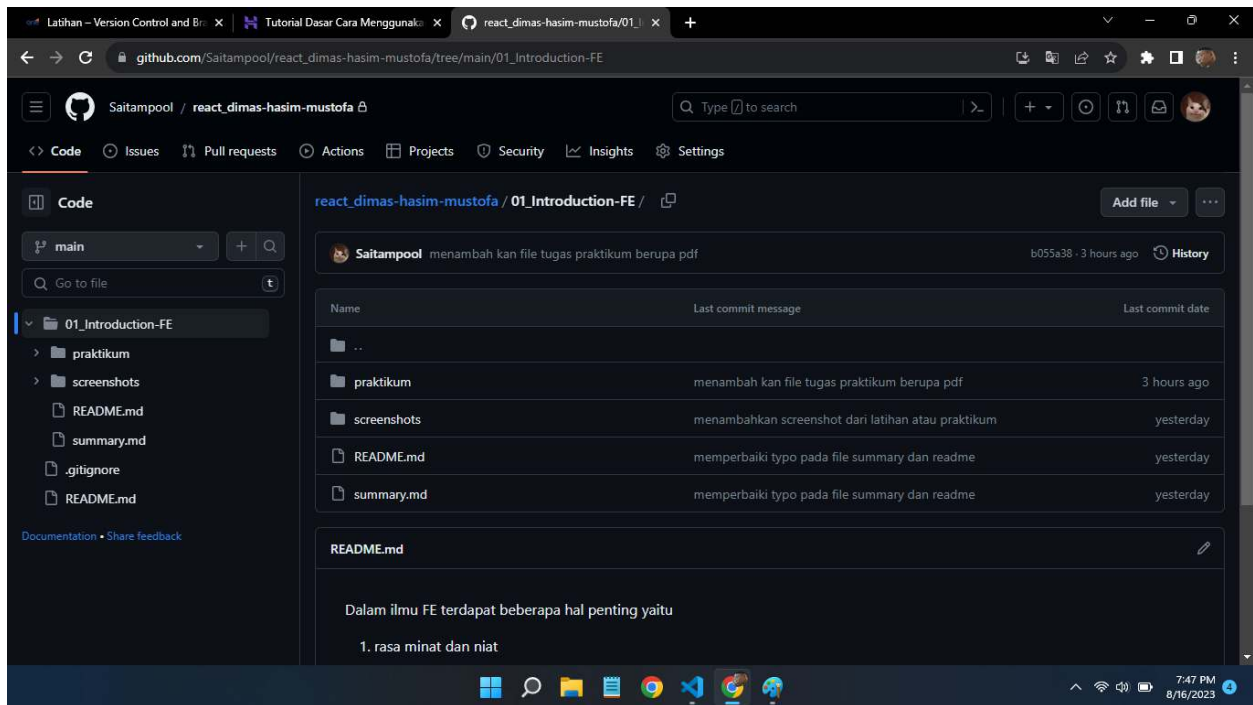 Latihan – Version Control and Bra
Tutorial Dasar Cara Menggunaka
react_dimas-hasim-mustofa/01_I
github.com/Saitampool/react_dimas-hasim-mustofa/tree/main/01_Introduction-FE
Saitampool / react_dimas-hasim-mustofa
Type / to search
Code Issues Pull requests Actions Projects Security Insights Settings
Code
main
Go to file t
01_Introduction-FE
praktikum
screenshots
README.md
summary.md
.gitignore
README.md
Documentation • Share feedback
react_dimas-hasim-mustofa / 01_Introduction-FE /
Add file
Saitampool menambah kan file tugas praktikum berupa pdf b055a38 · 3 hours ago History
Name Last commit message Last commit date
..
praktikum menambah kan file tugas praktikum berupa pdf 3 hours ago
screenshots menambahkan screenshot dari latihan atau praktikum yesterday
README.md memperbaiki typo pada file summary dan readme yesterday
summary.md memperbaiki typo pada file summary dan readme yesterday
README.md
Dalam ilmu FE terdapat beberapa hal penting yaitu
1. rasa minat dan niat
7:47 PM
8/16/2023
4